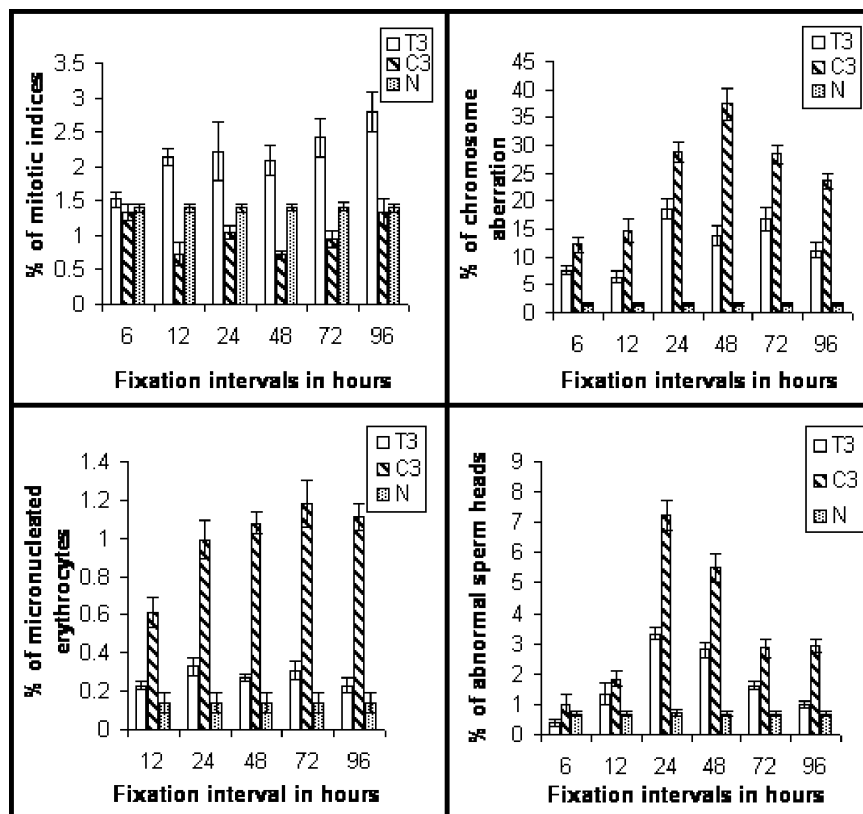 T3
C3
N
% of mitotic indices
3.5
3
2.5
2
1.5
1
0.5
0
6 12 24 48 72 96
Fixation intervals in hours
T3
C3
N
% of chromosome
aberration
45
40
35
30
25
20
15
10
5
0
6 12 24 48 72 96
Fixation intervals in hours
T3
C3
N
% of micronucleated
erythrocytes
1.4
1.2
1
0.8
0.6
0.4
0.2
0
12 24 48 72 96
Fixation interval in hours
T3
C3
N
% of abnormal sperm heads
9
8
7
6
5
4
3
2
1
0
6 12 24 48 72 96
Fixation intervals in hours